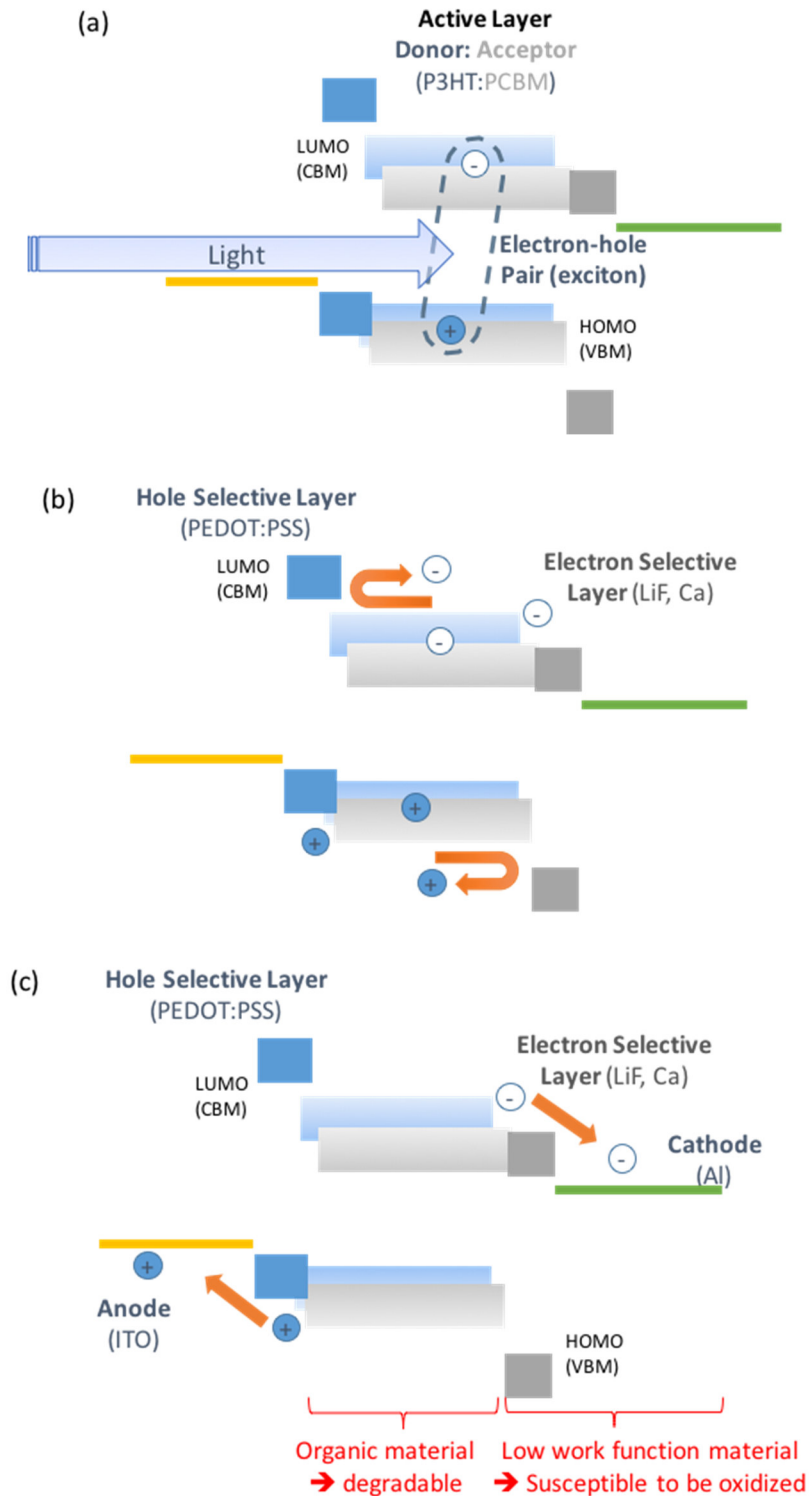 (a)
Active Layer
Donor: Acceptor
(P3HT:PCBM)
LUMO
(CBM)
-
Light
Electron-hole
Pair (exciton)
+
HOMO
(VBM)
(b)
Hole Selective Layer
(PEDOT:PSS)
LUMO
(CBM)
-
Electron Selective
Layer (LiF, Ca)
-
-
+
+
+
(c)
Hole Selective Layer
(PEDOT:PSS)
LUMO
(CBM)
Electron Selective
Layer (LiF, Ca)
-
-
Cathode
(Al)
+
Anode
(ITO)
+
HOMO
(VBM)
Organic material
➔ degradable
Low work function material
➔ Susceptible to be oxidized